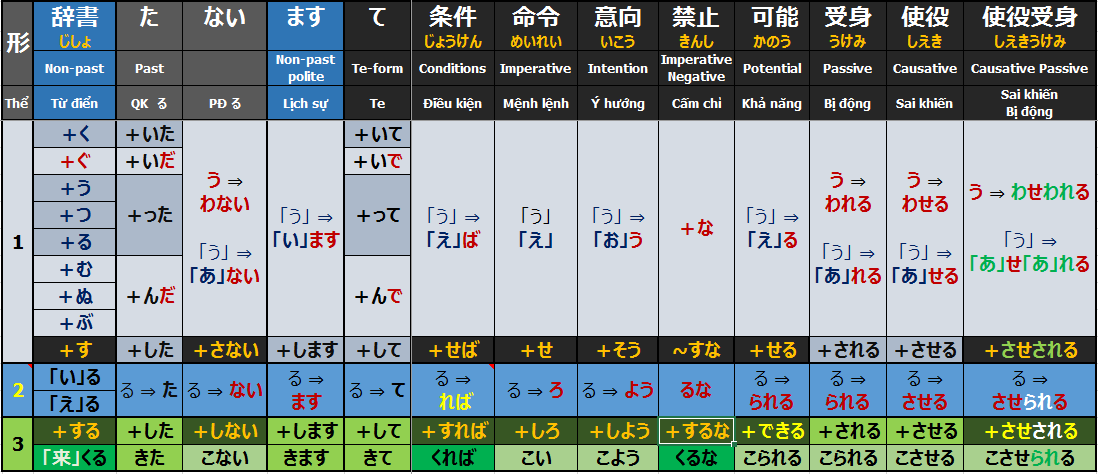 形 辞書 た ない ます て 条件 命令 意向 禁止 可能 受身 使役 使役受身
じしょ じょうけん めいれい いこう きんし かのう うけみ しえき しえきうけみ
Non-past Past Non-past polite Te-form Conditions Imperative Intention Imperative Negative Potential Passive Causative Causative Passive
Thể Từ điển QK る PĐ る Lịch sự Te Điều kiện Mệnh lệnh Ý hướng Cấm chỉ Khả năng Bị động Sai khiến Sai khiến Bị động
1
+く +いた +いて
+ぐ +いだ +いで
+う
+つ +った +って
+る
+む
+ぬ +んだ +んで
+ぶ
う ⇒ わない
「う」 ⇒ 「あ」ない
「う」 ⇒ 「い」ます
「う」 ⇒ 「え」ば
「う」 「え」
「う」 ⇒ 「お」う
+な
「う」 ⇒ 「え」る
う ⇒ われる
「う」 ⇒ 「あ」れる
う ⇒ わせる
「う」 ⇒ 「あ」せる
う ⇒ わせわれる
「う」 ⇒ 「あ」せ「あ」れる
+す +した +さない +します +して +せば +せ +そう ~すな +せる +される +させる +させされる
2
「い」る
「え」る
る ⇒ た る ⇒ ない る ⇒ ます る ⇒ て る ⇒ れば る ⇒ ろ る ⇒ よう るな る ⇒ られる る ⇒ られる る ⇒ させる る ⇒ させられる
3
+する +した +しない +します +して +すれば +しろ +しよう +するな +できる +される +させる +させされる
「来」くる きた こない きます きて くれば こい こよう くるな こられる こられる こさせる こさせられる